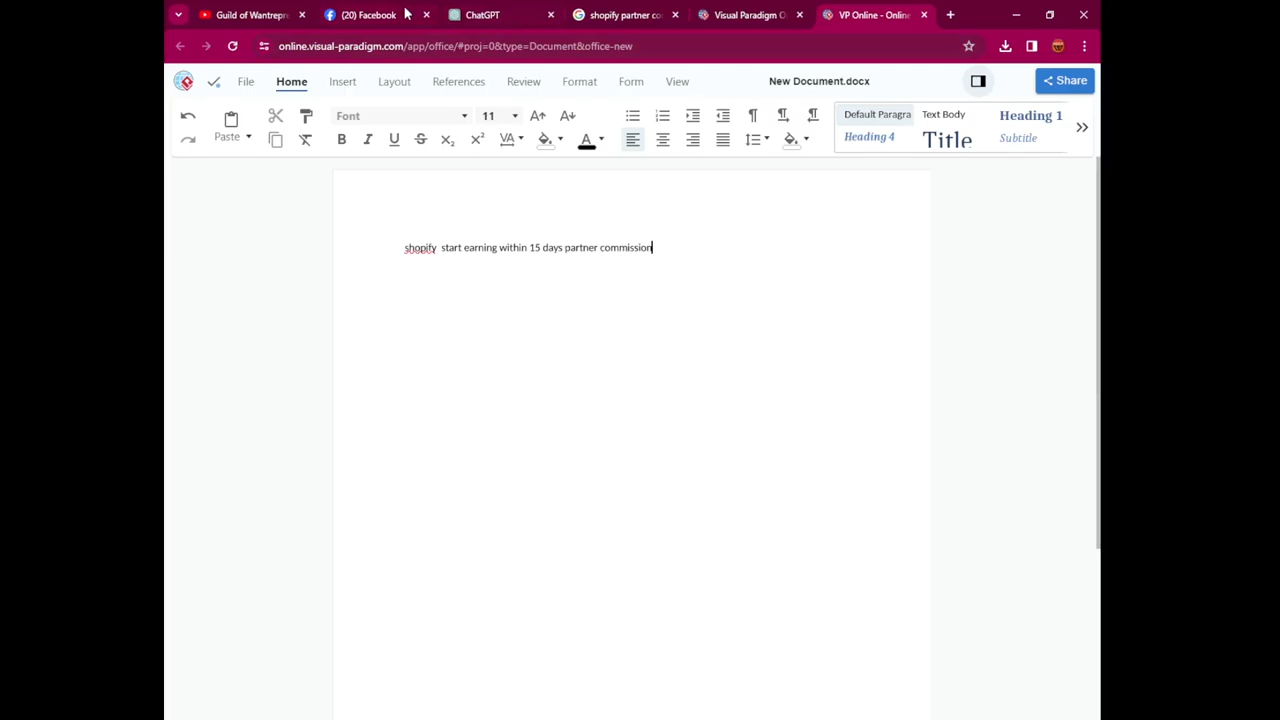 Guild of Wantrepre
(20) Facebook
ChatGPT
shopify partner co
Visual Paradigm O
VP Online - Online
online.visual-paradigm.com/app/office/#proj=0&type=Document&office-new
File
Home
Insert
Layout
References
Review
Format
Form
View
New Document.docx
Share
Paste
Font
11
Default Paragra
Text Body
Heading 1
Heading 4
Title
Subtitle
shopify  start earning within 15 days partner commission